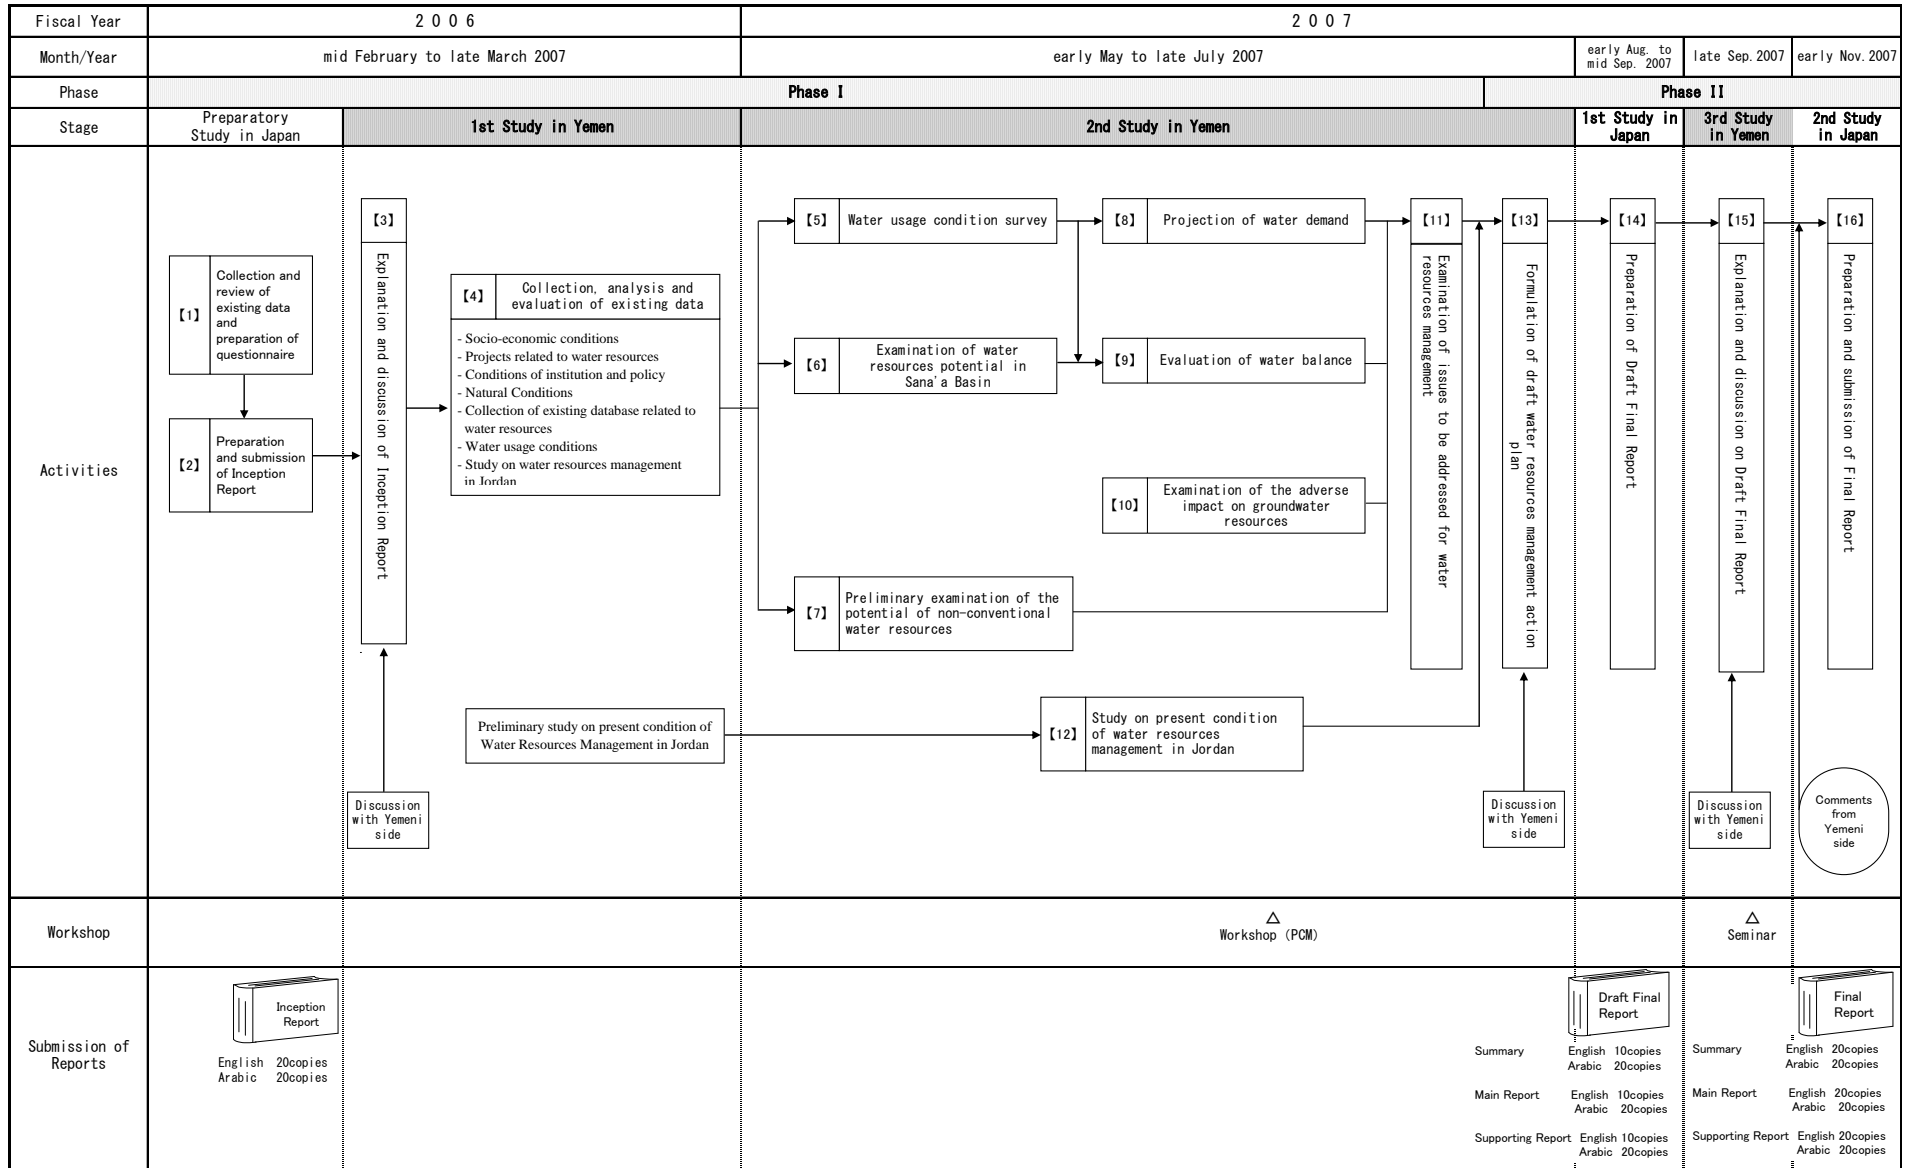 Fiscal Year
2 0 0 6
2 0 0 7
Month/Year
mid February to late March 2007
early May to late July 2007
early Aug. to
mid Sep. 2007
late Sep. 2007
early Nov. 2007
Phase
Phase I
Phase II
Stage
Preparatory
Study in Japan
1st Study in Yemen
2nd Study in Yemen
1st Study in
Japan
3rd Study
in Yemen
2nd Study
in Japan
Activities
【1】
Collection and
review of
existing data
and
preparation of
questionnaire
【2】
Preparation
and submission
of Inception
Report
【3】
Explanation and discussion of Inception Report
Discussion
with Yemeni
side
【4】
Collection, analysis and
evaluation of existing data
- Socio-economic conditions
- Projects related to water resources
- Conditions of institution and policy
- Natural Conditions
- Collection of existing database related to
water resources
- Water usage conditions
- Study on water resources management
in Jordan
Preliminary study on present condition of
Water Resources Management in Jordan
【5】
Water usage condition survey
【6】
Examination of water
resources potential in
Sana'a Basin
【7】
Preliminary examination of the
potential of non-conventional
water resources
【8】
Projection of water demand
【9】
Evaluation of water balance
【10】
Examination of the adverse
impact on groundwater
resources
【12】
Study on present condition
of water resources
management in Jordan
【11】
Examination of issues to be addressed for water
resources management
【13】
Formulation of draft water resources management action
plan
Discussion
with Yemeni
side
【14】
Preparation of Draft Final Report
【15】
Explanation and discussion on Draft Final Report
Discussion
with Yemeni
side
【16】
Preparation and submission of Final Report
Comments
from
Yemeni
side
Workshop
△
Workshop (PCM)
△
Seminar
Submission of
Reports
Inception
Report
English 20copies
Arabic 20copies
Draft Final
Report
Summary English 10copies
Arabic 20copies
Main Report English 10copies
Arabic 20copies
Supporting Report English 10copies
Arabic 20copies
Final
Report
Summary English 20copies
Arabic 20copies
Main Report English 20copies
Arabic 20copies
Supporting Report English 20copies
Arabic 20copies